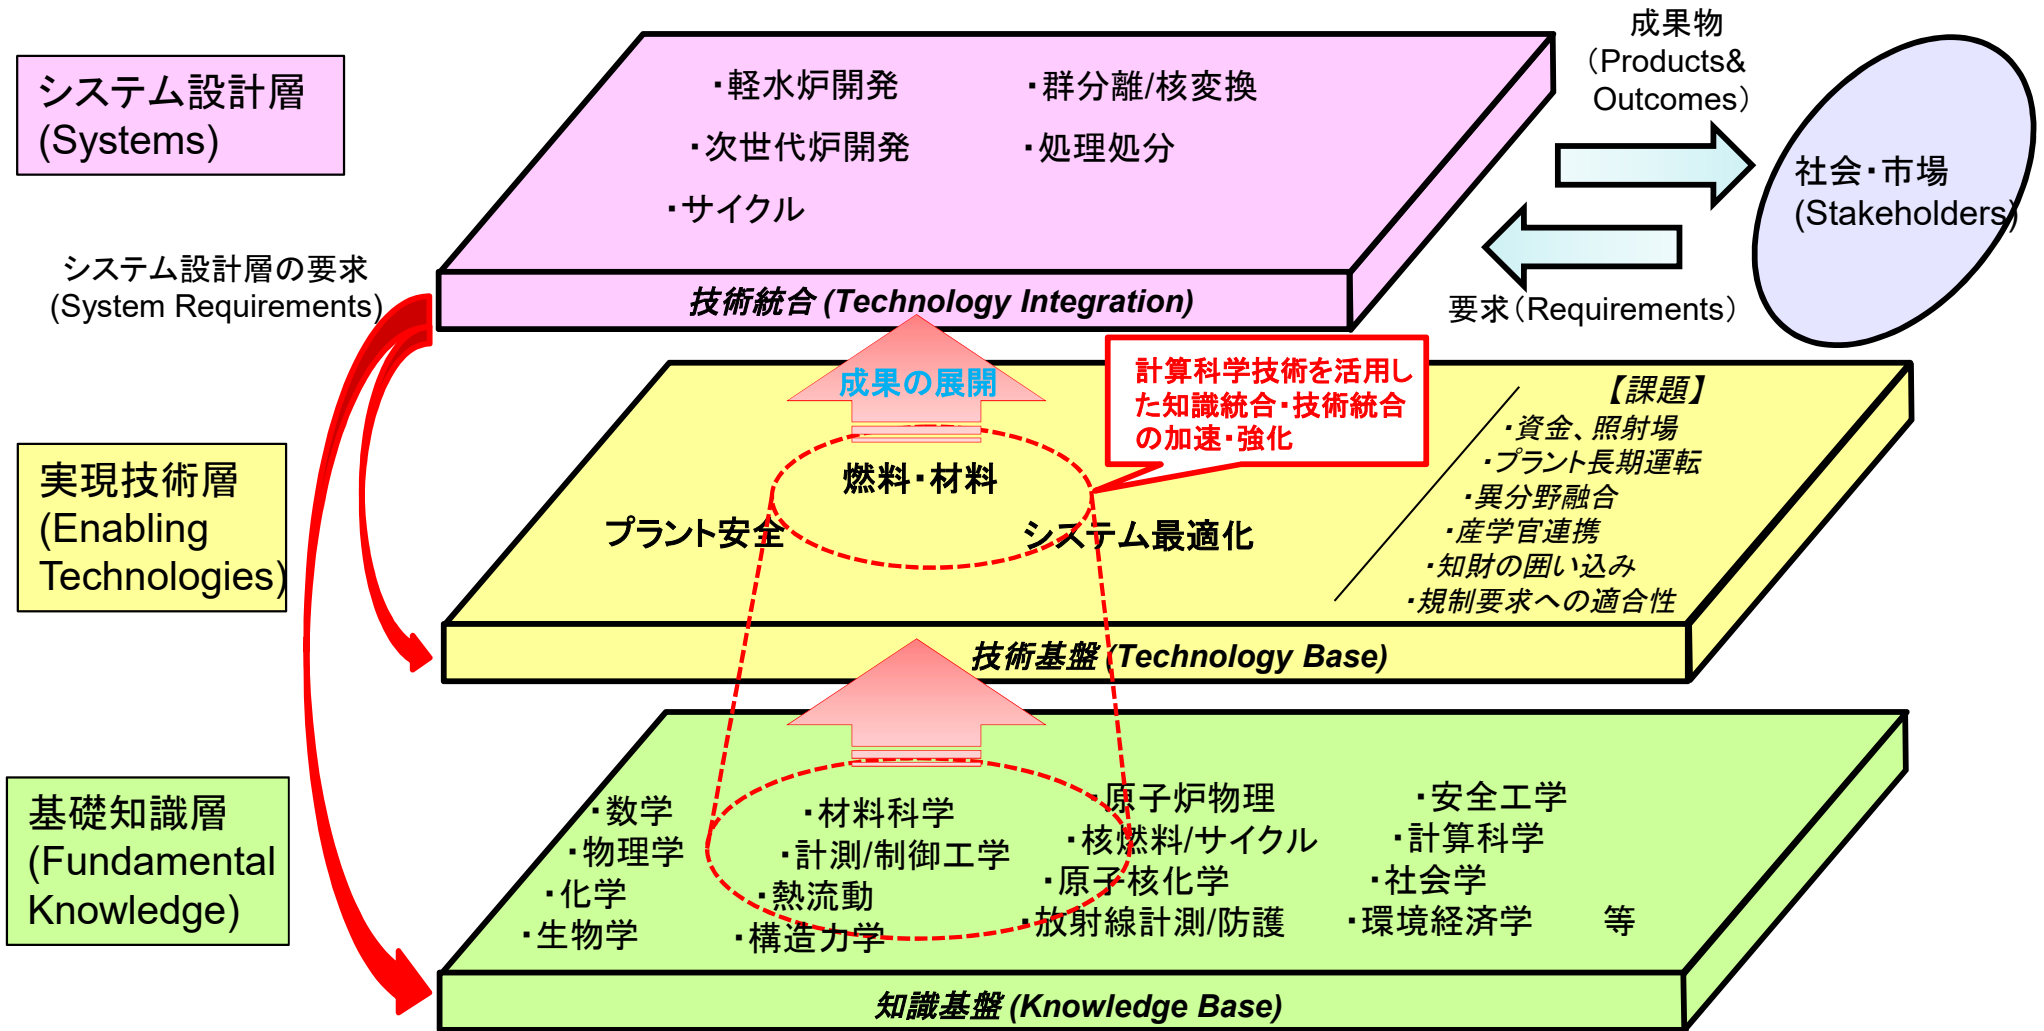 システム設計層
(Systems)
・軽水炉開発
・群分離/核変換
・次世代炉開発
・処理処分
・サイクル
技術統合 (Technology Integration)
成果物
（Products&
Outcomes）
社会・市場
(Stakeholders)
要求（Requirements）
システム設計層の要求
(System Requirements)
成果の展開
計算科学技術を活用し
た知識統合・技術統合
の加速・強化
実現技術層
(Enabling
Technologies)
燃料・材料
プラント安全
システム最適化
【課題】
・資金、照射場
・プラント長期運転
・異分野融合
・産学官連携
・知財の囲い込み
・規制要求への適合性
技術基盤 (Technology Base)
基礎知識層
(Fundamental
Knowledge)
・数学
・物理学
・化学
・生物学
・材料科学
・計測/制御工学
・熱流動
・構造力学
・原子炉物理
・核燃料/サイクル
・原子核化学
・放射線計測/防護
・安全工学
・計算科学
・社会学
・環境経済学　　等
知識基盤 (Knowledge Base)